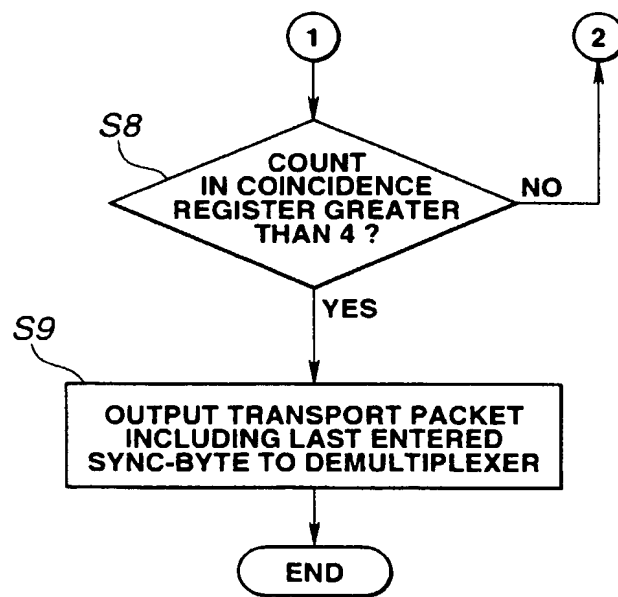 1
2
S8
COUNT
IN COINCIDENCE
REGISTER GREATER
THAN 4 ?
NO
YES
S9
OUTPUT TRANSPORT PACKET
INCLUDING LAST ENTERED
SYNC-BYTE TO DEMULTIPLEXER
END